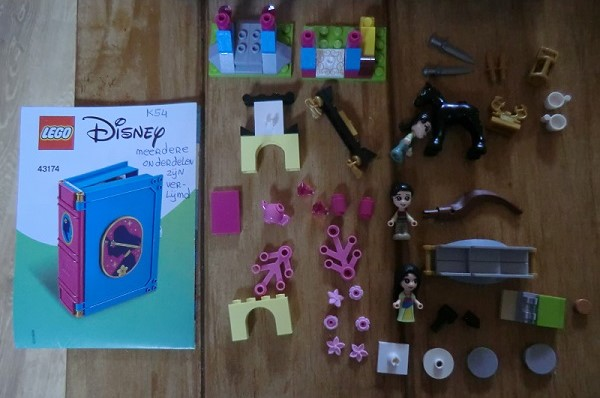 K54
LEGO
Disney
43174
MEERDERE
ONDERDELEN
ZIJN
VER-
LIJMD